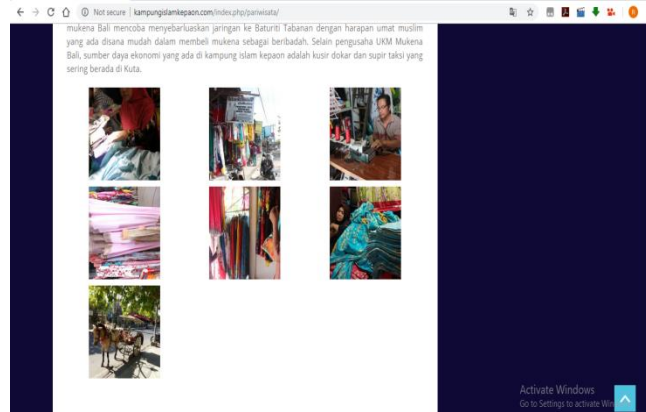 Not secure | kampungislamkepaon.com/index.php/pariwisata/
mukena Bali mencoba menyebarluaskan jaringan ke Baturiti Tabanan dengan harapan umat muslim
yang ada disana mudah dalam membeli mukena sebagai beribadah. Selain pengusaha UKM Mukena
Bali, sumber daya ekonomi yang ada di kampung islam kepaon adalah kusir dokar dan supir taksi yang
sering berada di Kuta.
Activate Windows
Go to Settings to activate Win